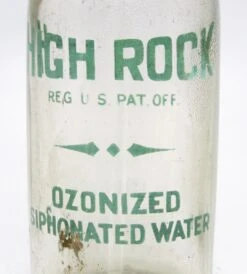 HIGH ROCK
REG U S PAT. OFF.
OZONIZED
SIPHONATED WATER